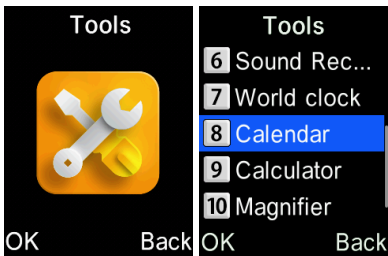 Tools
OK Back
Tools
6 Sound Rec...
7 World clock
8 Calendar
9 Calculator
10 Magnifier
OK Back